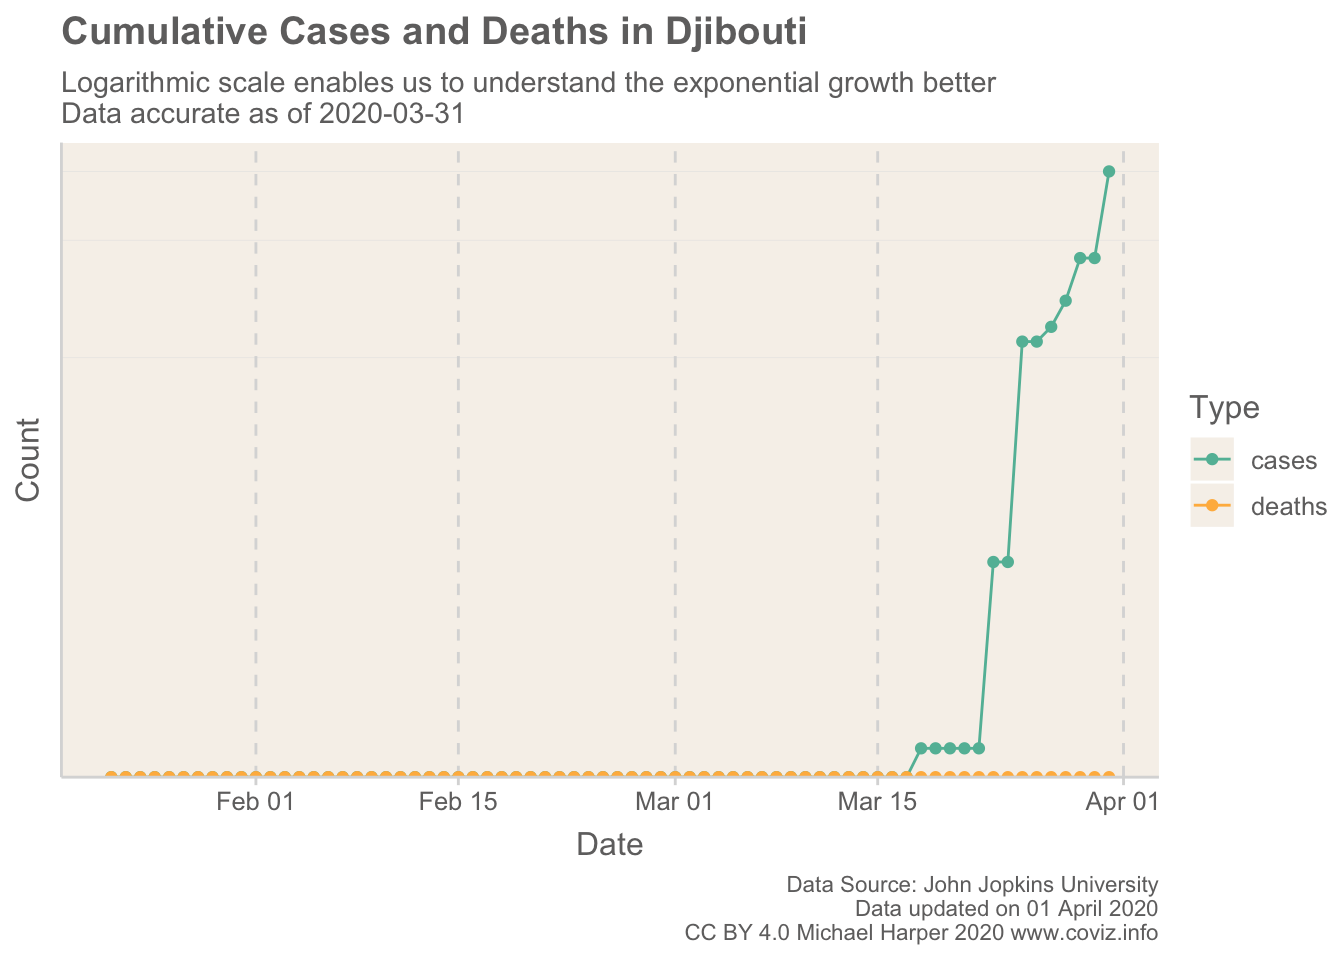 Cumulative Cases and Deaths in Djibouti
Logarithmic scale enables us to understand the exponential growth better
Data accurate as of 2020-03-31
Count
Type
cases
deaths
Feb 01
Feb 15
Mar 01
Mar 15
Apr 01
Date
Data Source: John Jopkins University
Data updated on 01 April 2020
CC BY 4.0 Michael Harper 2020 www.coviz.info